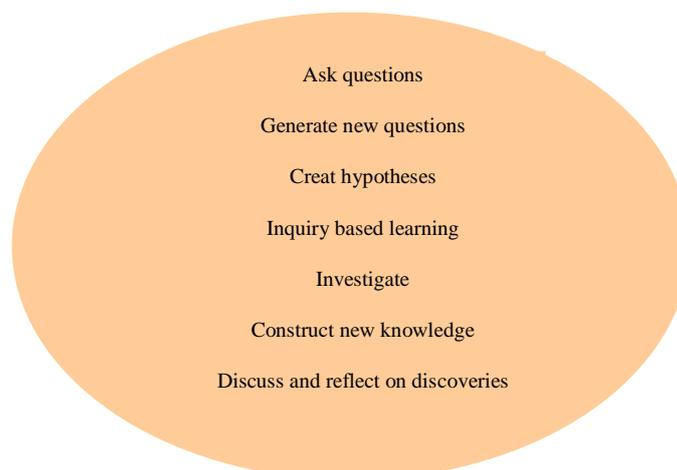 Ask questions
Generate new questions
Creat hypotheses
Inquiry based learning
Investigate
Construct new knowledge
Discuss and reflect on discoveries